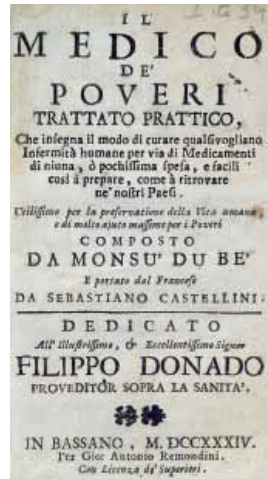 IL
MEDICO
DE'
POVERI
TRATTATO PRATTICO,
Che insegna il modo di curare qualsivogliano
Infermità humane per via di Medicamenti
di niuna, ò pochissima spesa, e facili
così à prepare, come à ritrovare
ne' nostri Paesi.
Utilissimo per la preservatione della Vita umana,
e di molto ajuto massime per i Poveri
COMPOSTO
DA MONSU' DU BE'
E portato dal Francese
DA SEBASTIANO CASTELLINI.
DEDICATO
All' Illustrissimo, & Eccellentissimo Signor
FILIPPO DONADO
PROVEDITOR SOPRA LA SANITA'.
IN BASSANO, M. DCCXXXIV.
Per Gio: Antonio Remondini.
Con Licenza de' Superiori.